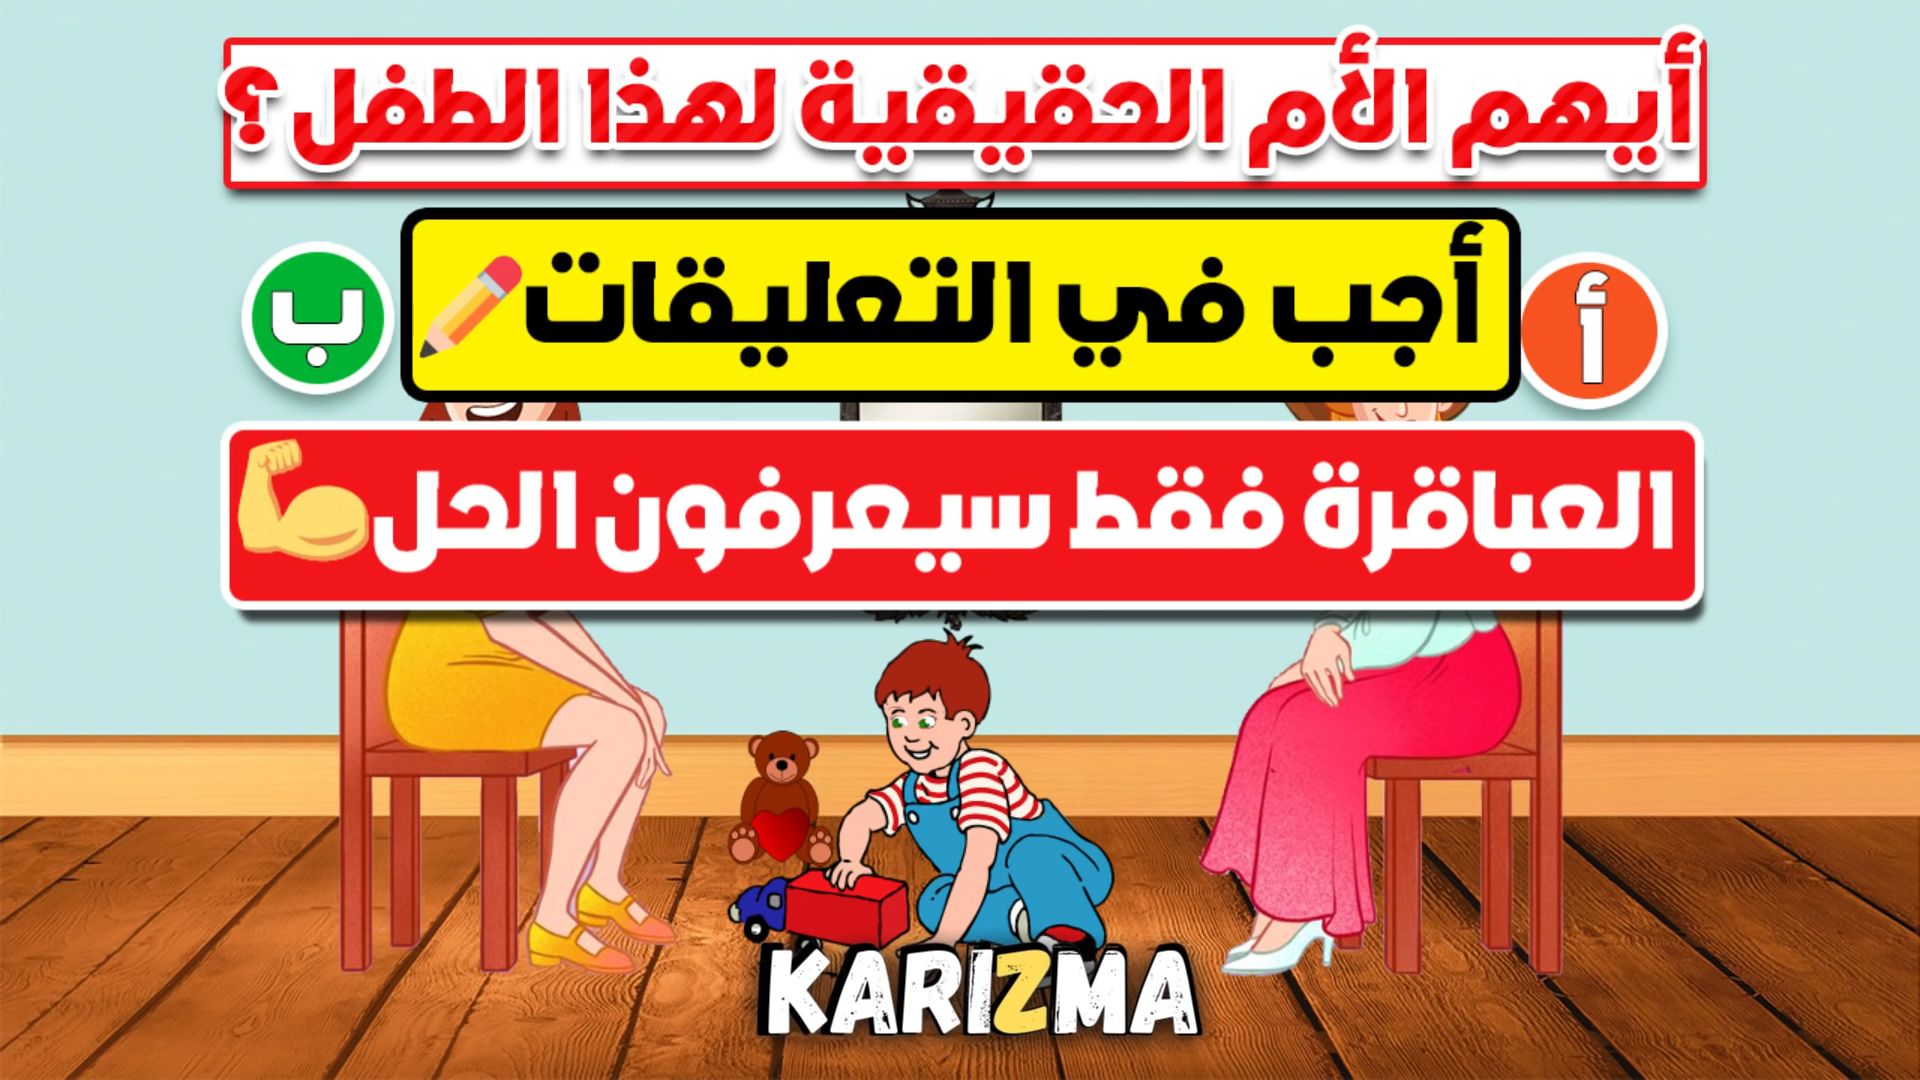 أيهم الأم الحقيقية لهذا الطفل ؟
أجب في التعليقات
أ
ب
العباقرة فقط سيعرفون الحل
KARIZMA